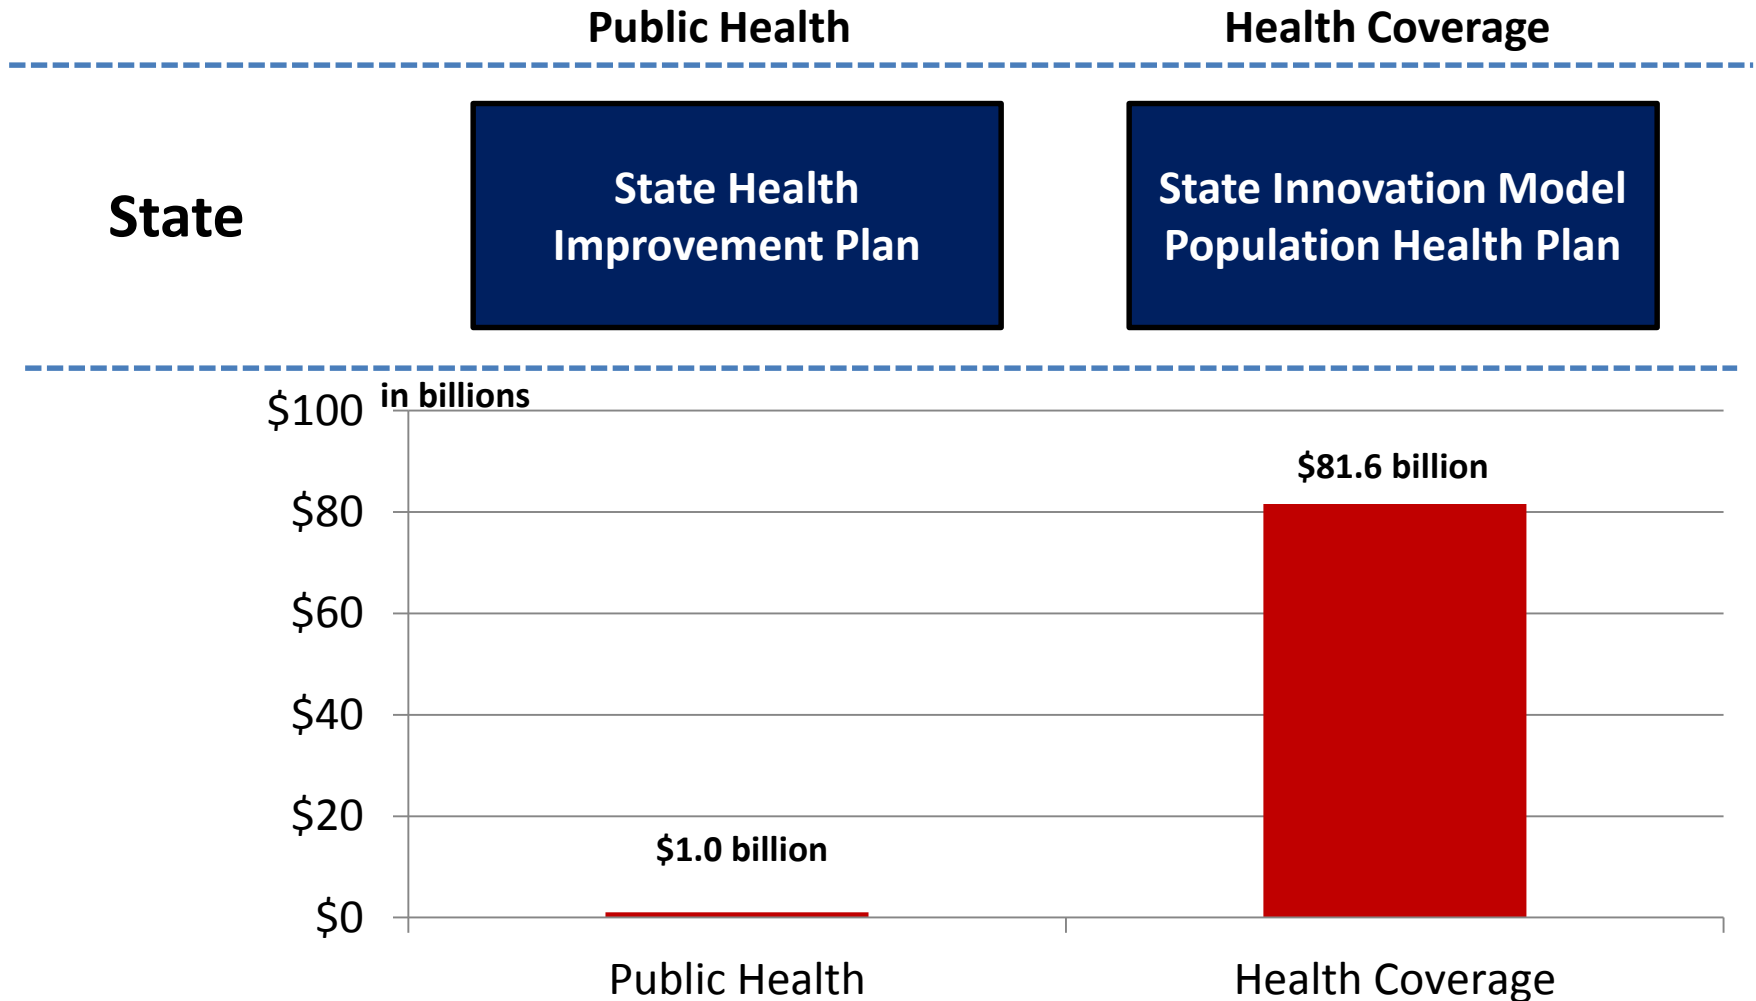 Public Health
Health Coverage
State
State Health
Improvement Plan
State Innovation Model
Population Health Plan
in billions
$100
$80
$60
$40
$20
$0
$1.0 billion
$81.6 billion
Public Health
Health Coverage